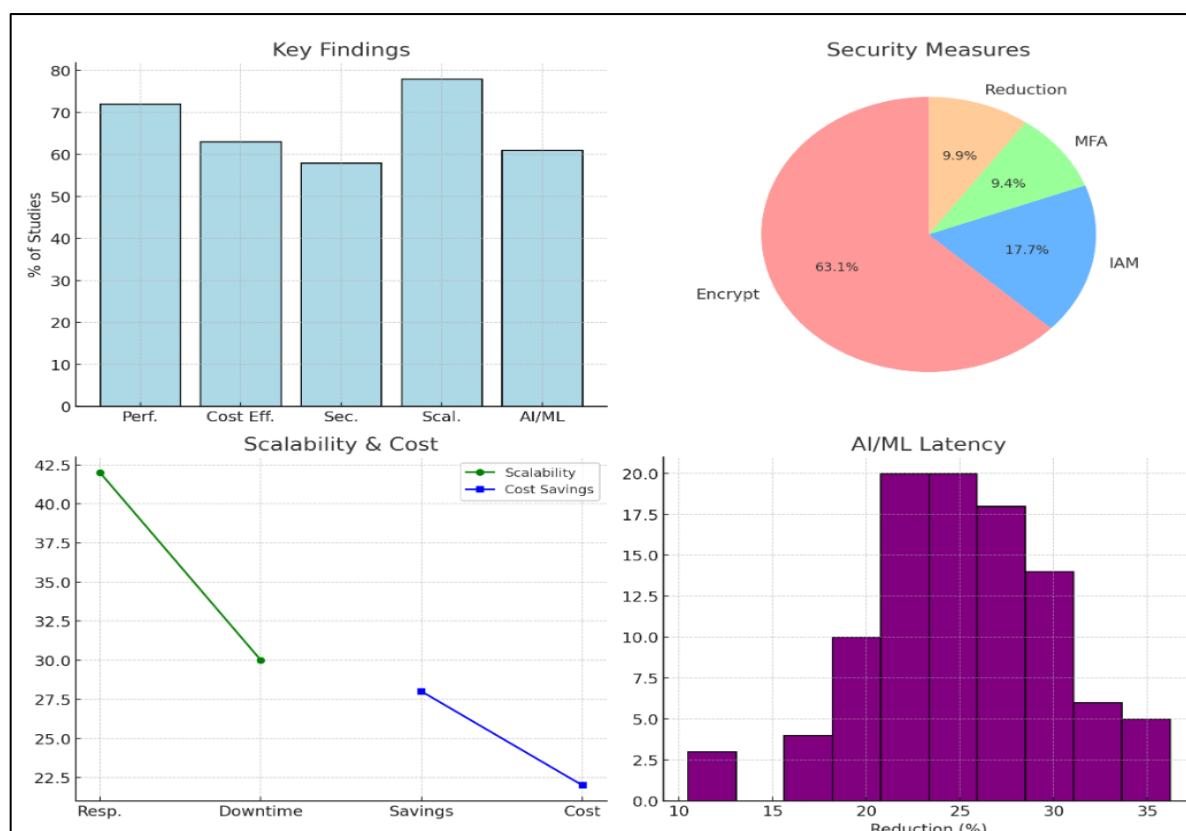 Key Findings
% of Studies
80
70
60
50
40
30
20
10
0
Perf.
Cost Eff.
Sec.
Scal.
AI/ML
Security Measures
Reduction
9.9%
MFA
9.4%
IAM
17.7%
Encrypt
63.1%
Scalability & Cost
42.5
40.0
37.5
35.0
32.5
30.0
27.5
25.0
22.5
Scalability
Cost Savings
Resp.
Downtime
Savings
Cost
AI/ML Latency
20.0
17.5
15.0
12.5
10.0
7.5
5.0
2.5
0.0
10
15
20
25
30
35
Reduction (%)